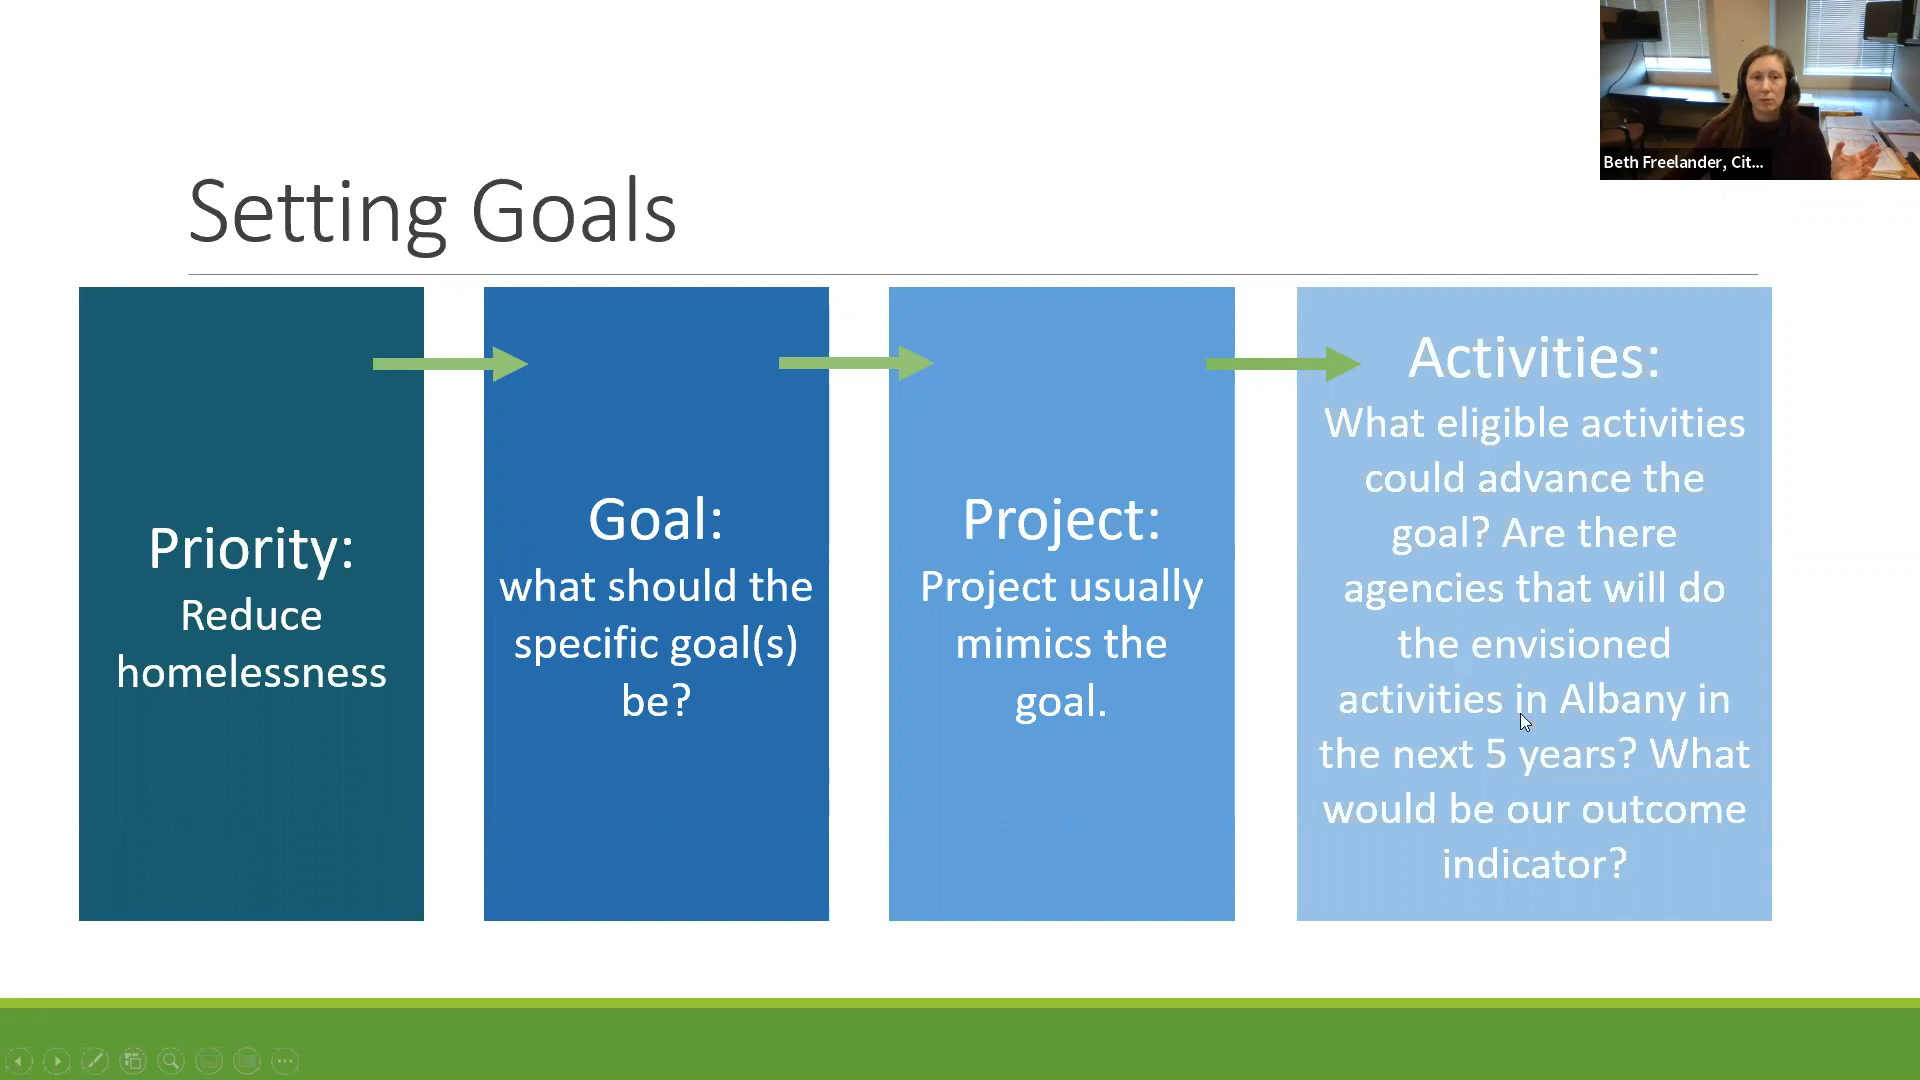 Beth Freelander, Cit...
Setting Goals
Priority:
Reduce
homelessness
Goal:
what should the
specific goal(s)
be?
Project:
Project usually
mimics the
goal.
Activities:
What eligible activities
could advance the
goal? Are there
agencies that will do
the envisioned
activities in Albany in
the next 5 years? What
would be our outcome
indicator?